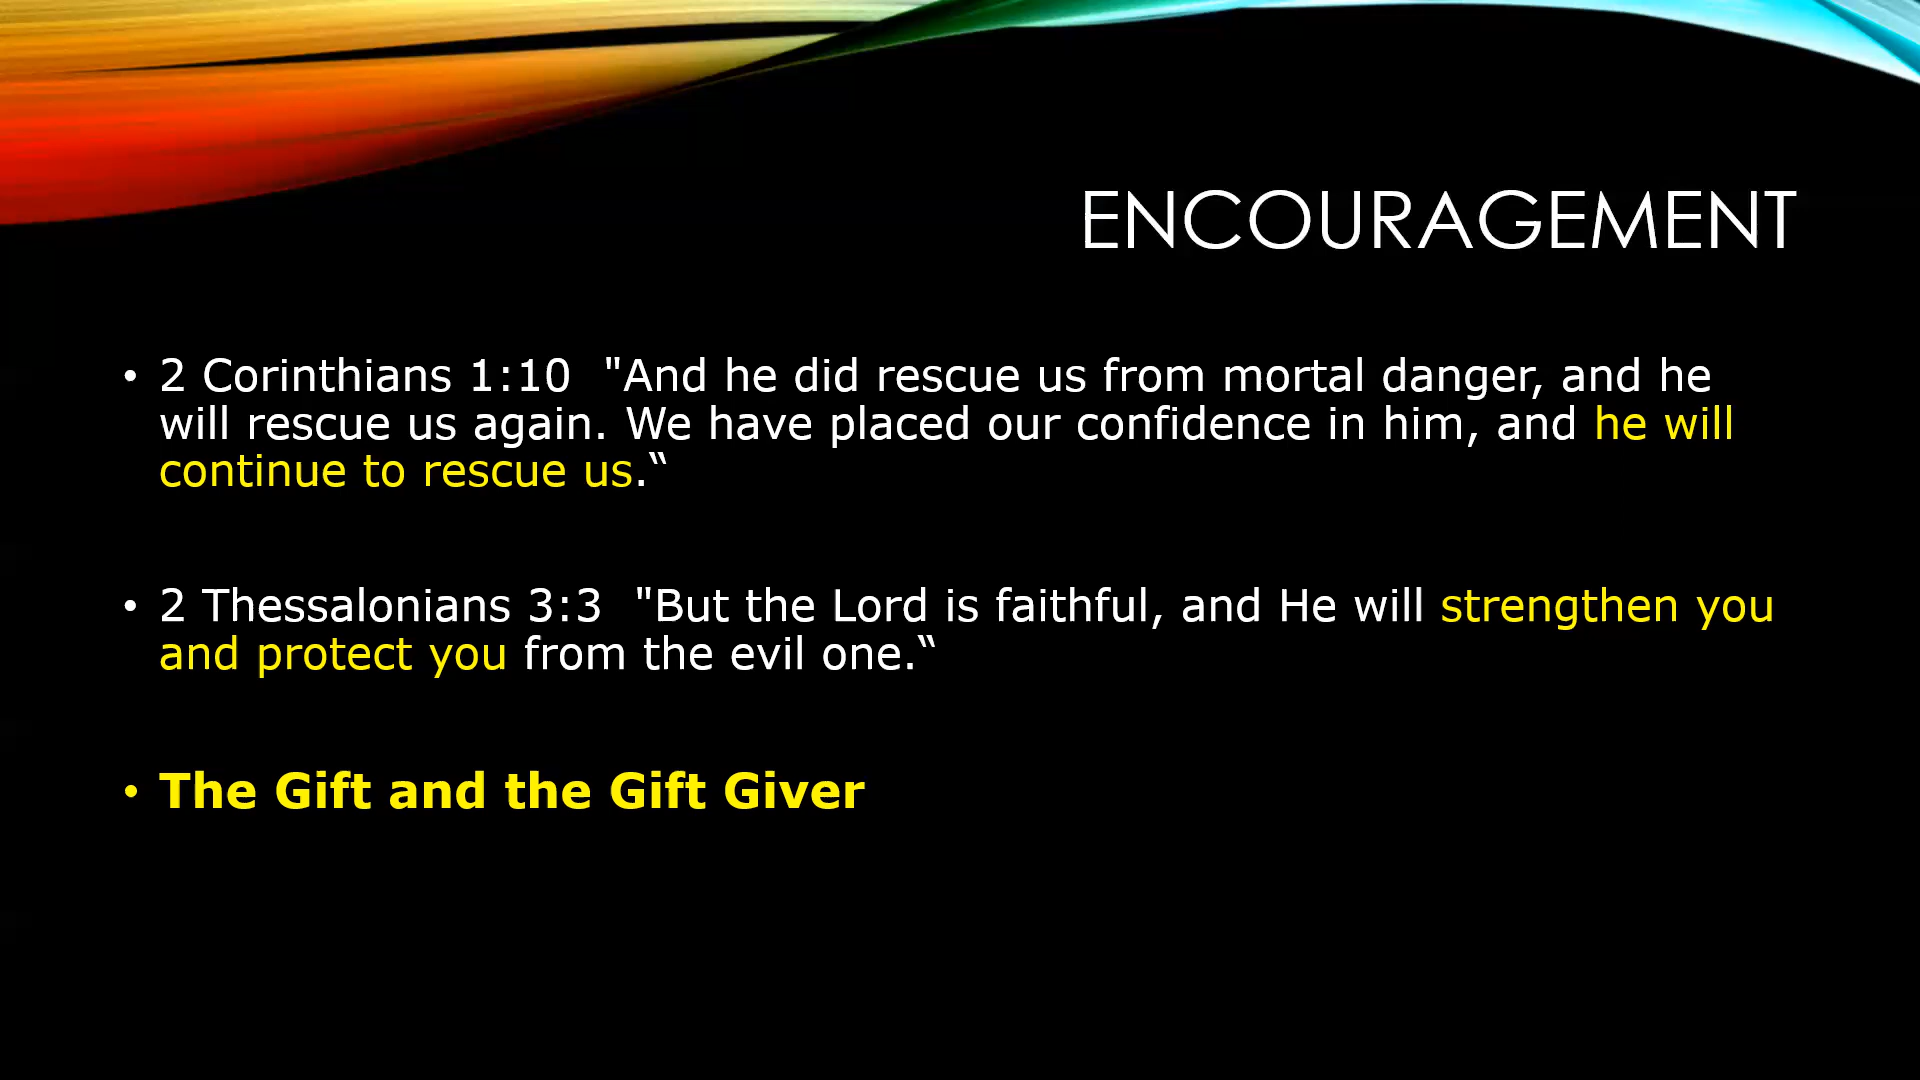 ENCOURAGEMENT
• 2 Corinthians 1:10  "And he did rescue us from mortal danger, and he
will rescue us again. We have placed our confidence in him, and he will
continue to rescue us.“
• 2 Thessalonians 3:3  "But the Lord is faithful, and He will strengthen you
and protect you from the evil one.“
• The Gift and the Gift Giver